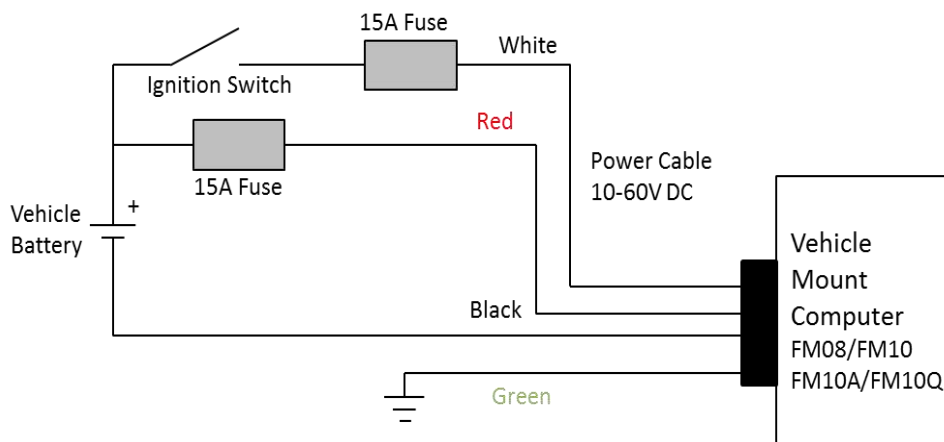 15A Fuse
White
Ignition Switch
Red
15A Fuse
Power Cable
10-60V DC
Vehicle
Battery
+
Black
Green
Vehicle
Mount
Computer
FM08/FM10
FM10A/FM10Q